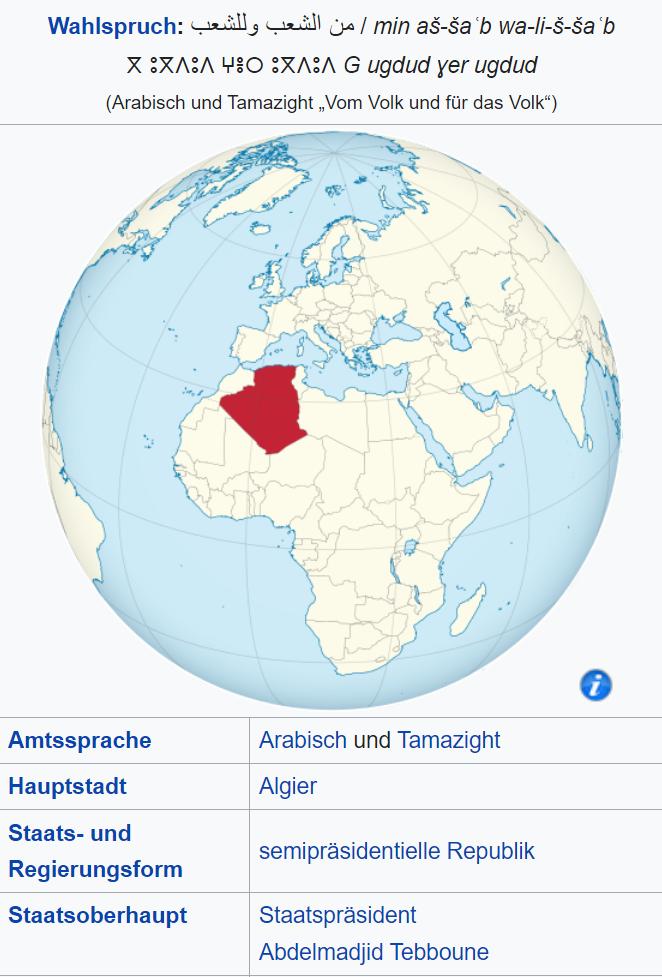 Wahlspruch: من الشعب وللشعب / min aš-šaʿb wa-li-š-šaʿb
ⴳ ⵓⴳⴷⵓⴷ ⵖⴻⵔ ⵓⴳⴷⵓⴷ G ugdud ɣer ugdud
(Arabisch und Tamazight „Vom Volk und für das Volk“)
i
Amtssprache Arabisch und Tamazight
Hauptstadt Algier
Staats- und
Regierungsform semipräsidentielle Republik
Staatsoberhaupt Staatspräsident
Abdelmadjid Tebboune